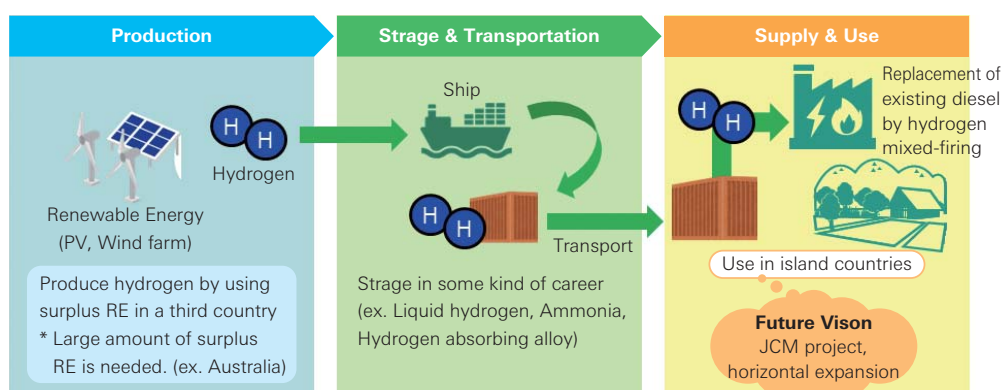 Production
Strage & Transportation
Supply & Use
H
H
Hydrogen
Renewable Energy
(PV, Wind farm)
Produce hydrogen by using
surplus RE in a third country
* Large amount of surplus
RE is needed. (ex. Australia)
Ship
H
H
Transport
Strage in some kind of career
(ex. Liquid hydrogen, Ammonia,
Hydrogen absorbing alloy)
H
H
Replacement of
existing diesel
by hydrogen
mixed-firing
Use in island countries
Future Vison
JCM project,
horizontal expansion